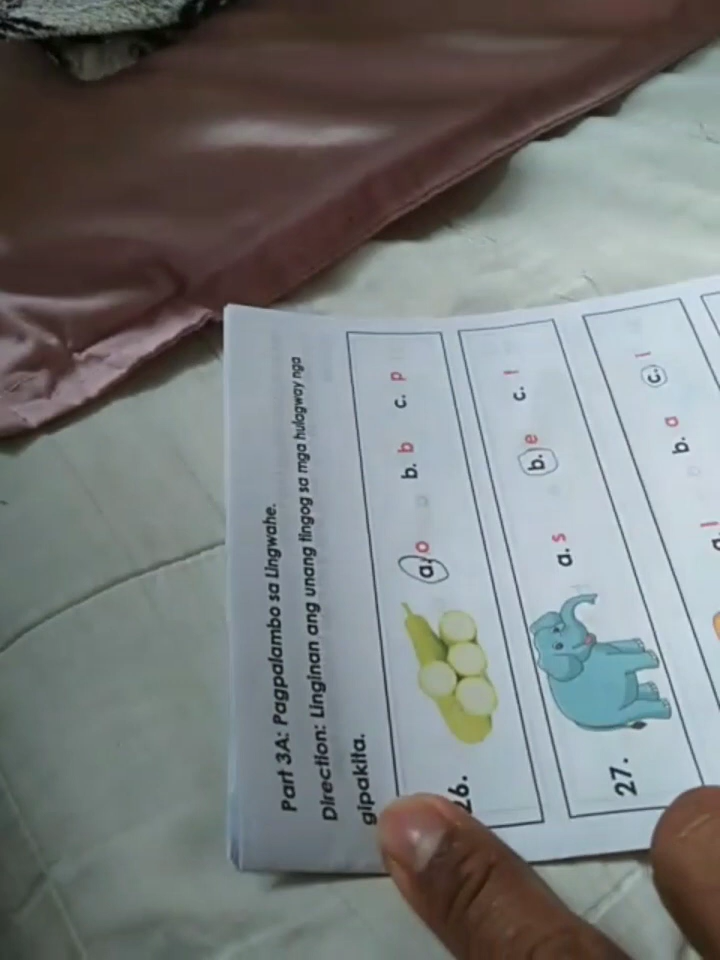 Part 3A: Pagpalambo sa Lingwahe.
Direction: Linginan ang unang tingog sa mga hulagway nga
gipakita.
26. a. o b. b c. p
27. a. s b. e c. l
a. l b. a c. l